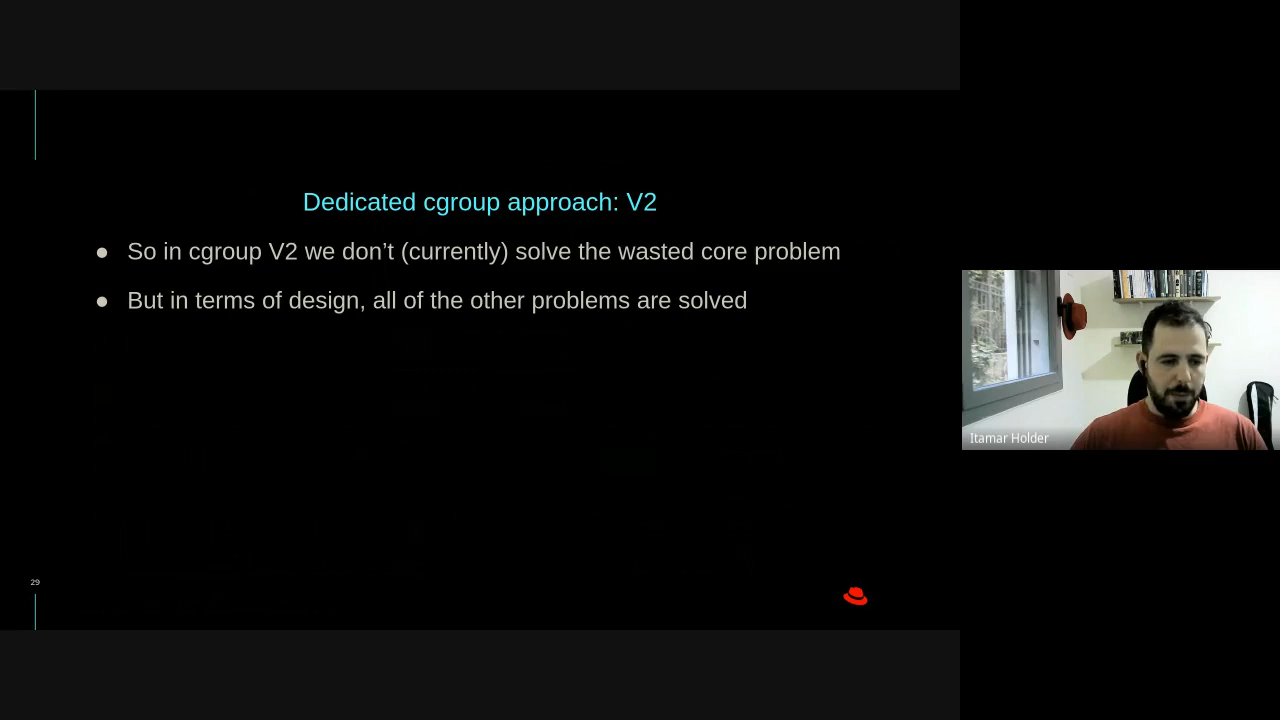 Dedicated cgroup approach: V2
● So in cgroup V2 we don’t (currently) solve the wasted core problem
● But in terms of design, all of the other problems are solved
Itamar Holder
29